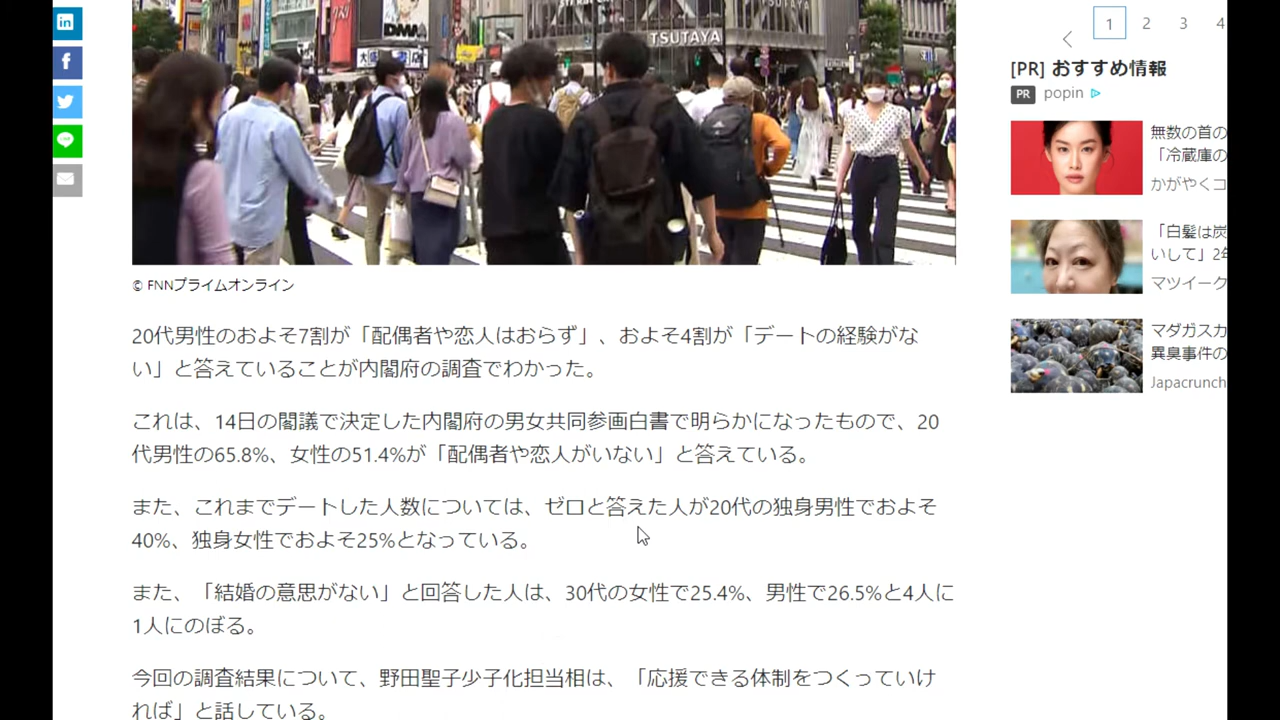 TSUTAYA
1 2 3 4
[PR] おすすめ情報
PR popin
無数の首の
「冷蔵庫の
かがやくコ
「白髪は炭
いして」2年
マツイーク
マダガスカ
異臭事件の
Japacrunch
© FNNプライムオンライン
20代男性のおよそ7割が「配偶者や恋人はおらず」、およそ4割が「デートの経験がな
い」と答えていることが内閣府の調査でわかった。
これは、14日の閣議で決定した内閣府の男女共同参画白書で明らかになったもので、20
代男性の65.8%、女性の51.4%が「配偶者や恋人がいない」と答えている。
また、これまでデートした人数については、ゼロと答えた人が20代の独身男性でおよそ
40%、独身女性でおよそ25%となっている。
また、「結婚の意思がない」と回答した人は、30代の女性で25.4%、男性で26.5%と4人に
1人にのぼる。
今回の調査結果について、野田聖子少子化担当相は、「応援できる体制をつくっていけ
れば」と話している。